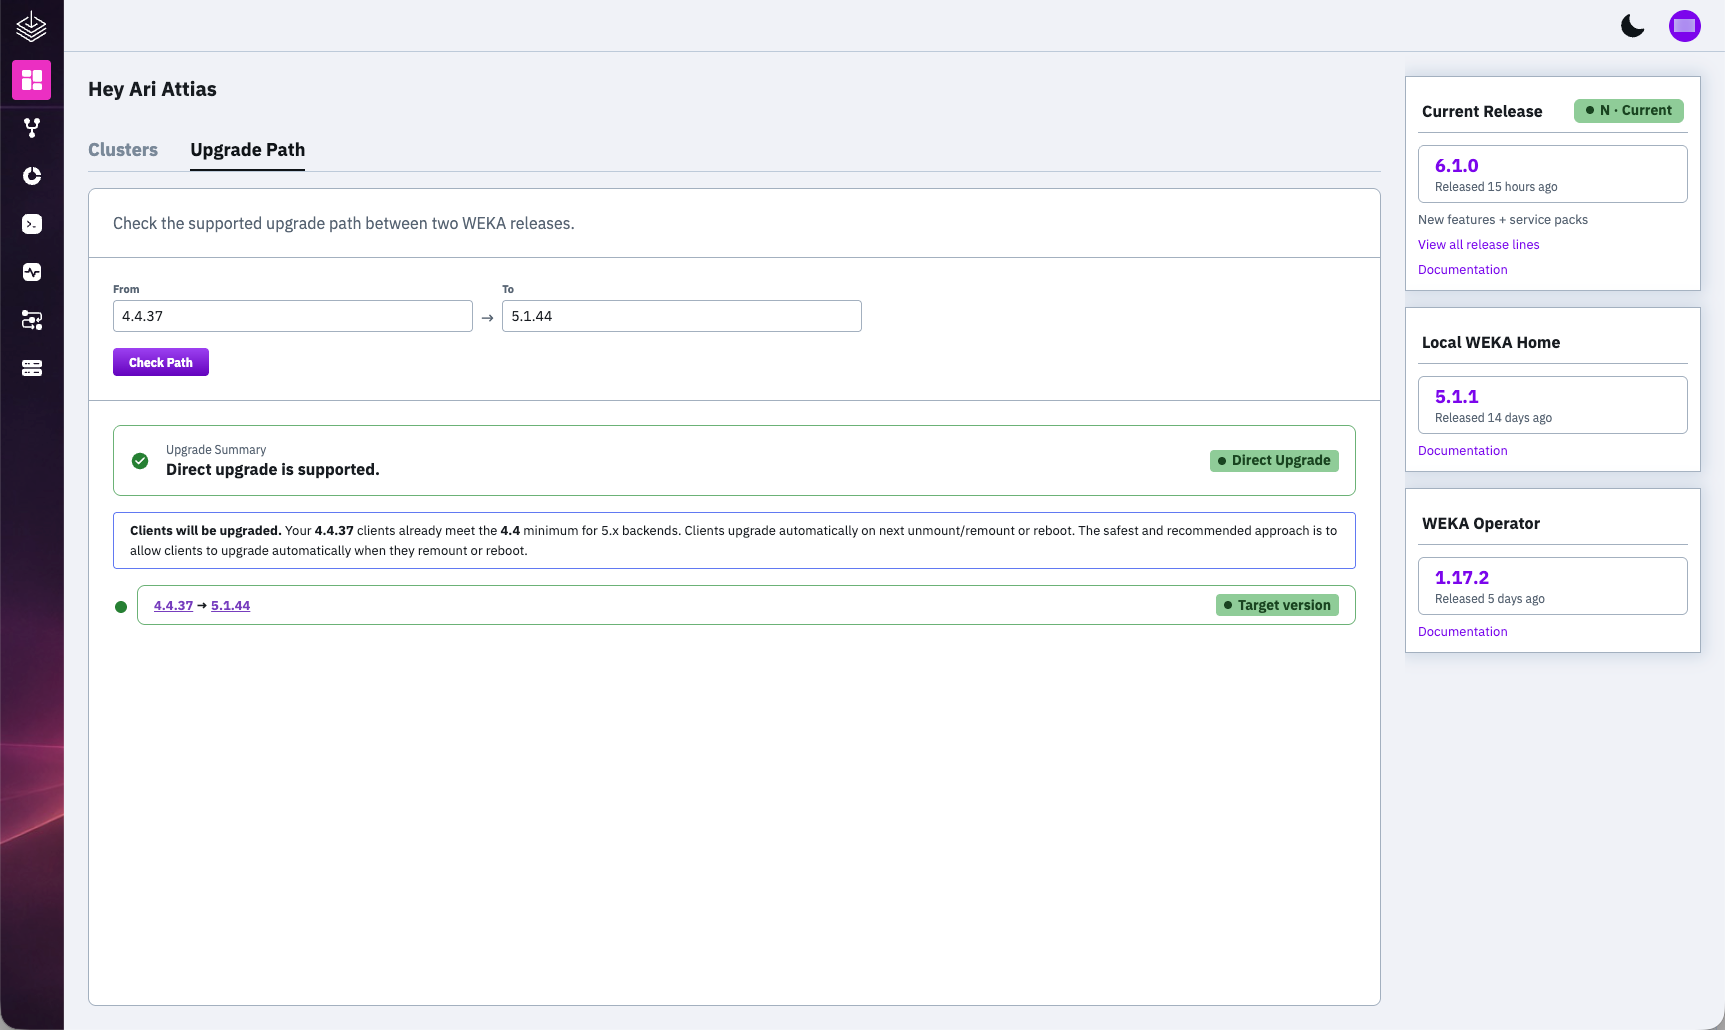 Hey Ari Attias
Clusters
Upgrade Path
Check the supported upgrade path between two WEKA releases.
From
To
4.4.37
→
5.1.44
Check Path
Upgrade Summary
Direct upgrade is supported.
Direct Upgrade
Clients will be upgraded. Your 4.4.37 clients already meet the 4.4 minimum for 5.x backends. Clients upgrade automatically on next unmount/remount or reboot. The safest and recommended approach is to
allow clients to upgrade automatically when they remount or reboot.
4.4.37 → 5.1.44
Target version
Current Release
N · Current
6.1.0
Released 15 hours ago
New features + service packs
View all release lines
Documentation
Local WEKA Home
5.1.1
Released 14 days ago
Documentation
WEKA Operator
1.17.2
Released 5 days ago
Documentation